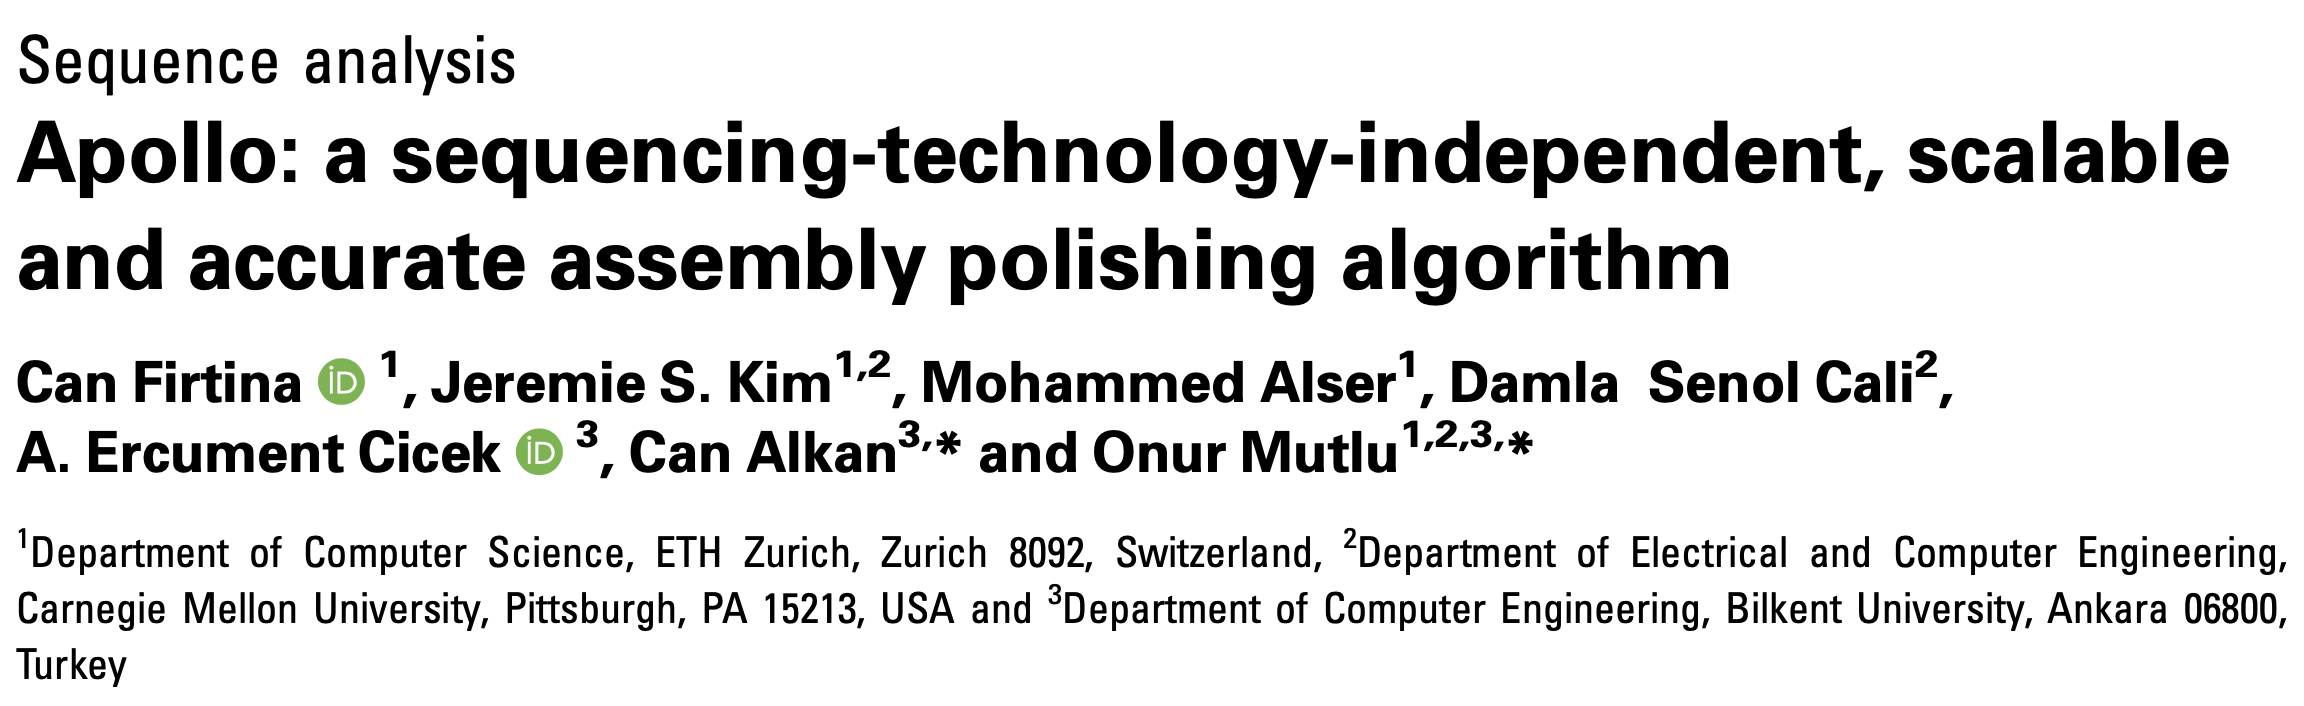 Sequence analysis
Apollo: a sequencing-technology-independent, scalable
and accurate assembly polishing algorithm
Can Firtina iD 1, Jeremie S. Kim1,2, Mohammed Alser1, Damla Senol Cali2,
A. Ercument Cicek iD 3, Can Alkan3,* and Onur Mutlu1,2,3,*
1Department of Computer Science, ETH Zurich, Zurich 8092, Switzerland, 2Department of Electrical and Computer Engineering,
Carnegie Mellon University, Pittsburgh, PA 15213, USA and 3Department of Computer Engineering, Bilkent University, Ankara 06800,
Turkey